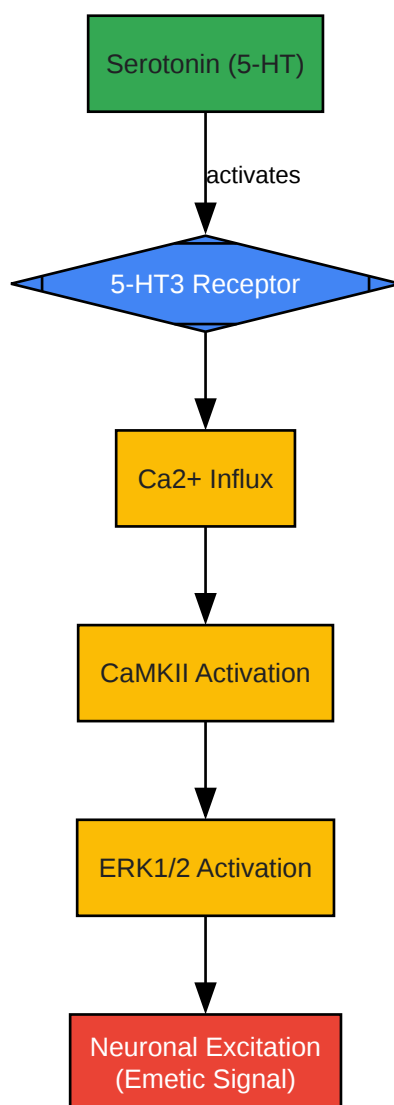 Serotonin (5-HT)
activates
5-HT3 Receptor
Ca2+ Influx
CaMKII Activation
ERK1/2 Activation
Neuronal Excitation
(Emetic Signal)